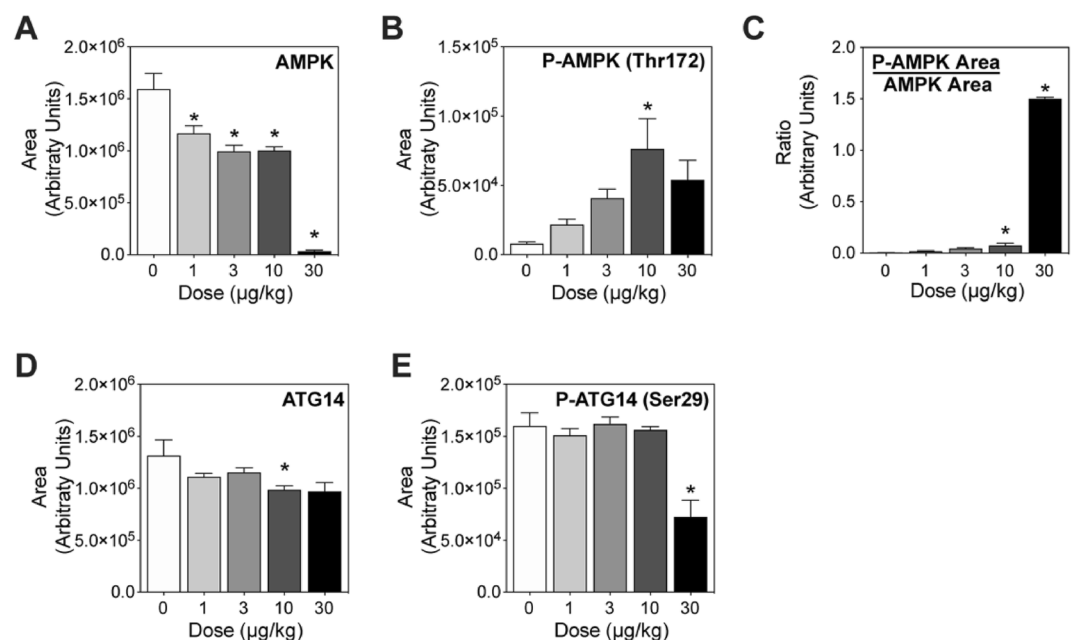 A
2.0×10⁶
1.5×10⁶
1.0×10⁶
5.0×10⁵
0.0
Area
(Arbitraty Units)
AMPK
*
*
*
*
0 1 3 10 30
Dose (µg/kg)
B
1.5×10⁵
1.0×10⁵
5.0×10⁴
0.0
Area
(Arbitraty Units)
P-AMPK (Thr172)
*
0 1 3 10 30
Dose (µg/kg)
C
2.0
1.5
1.0
0.5
0.0
Ratio
(Arbitrary Units)
P-AMPK Area
AMPK Area
*
*
0 1 3 10 30
Dose (µg/kg)
D
2.0×10⁶
1.5×10⁶
1.0×10⁶
5.0×10⁵
0.0
Area
(Arbitraty Units)
ATG14
*
0 1 3 10 30
Dose (µg/kg)
E
2.0×10⁵
1.5×10⁵
1.0×10⁵
5.0×10⁴
0.0
Area
(Arbitraty Units)
P-ATG14 (Ser29)
*
0 1 3 10 30
Dose (µg/kg)